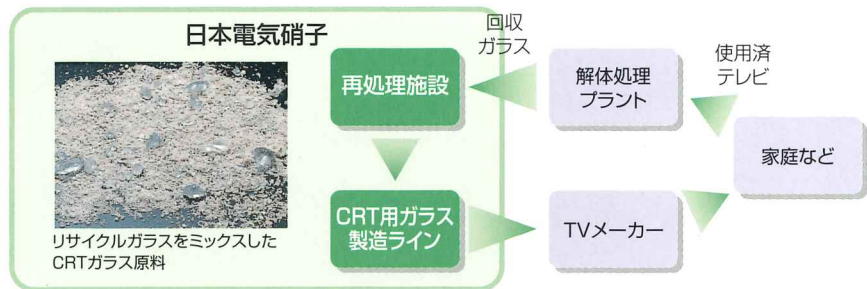 日本電気硝子
回収
ガラス
使用済
テレビ
再処理施設
解体処理
プラント
家庭など
CRT用ガラス
製造ライン
TVメーカー
リサイクルガラスをミックスした
CRTガラス原料